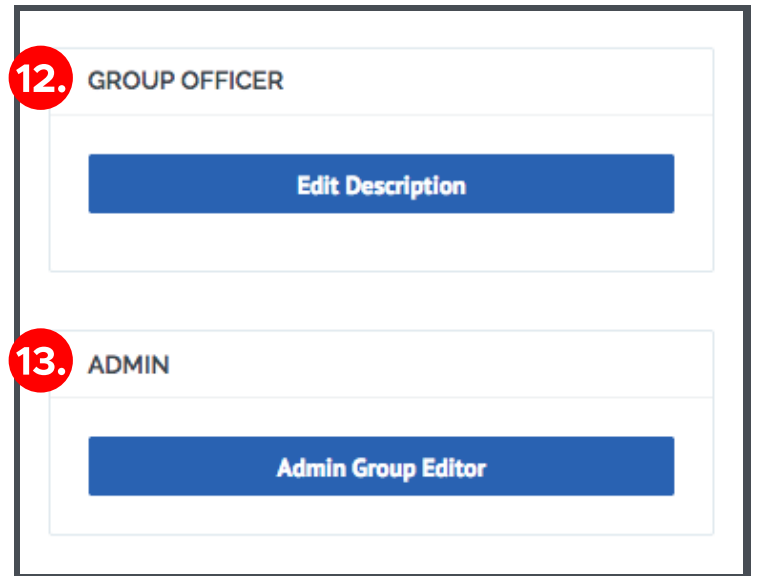 12. GROUP OFFICER
Edit Description
13. ADMIN
Admin Group Editor